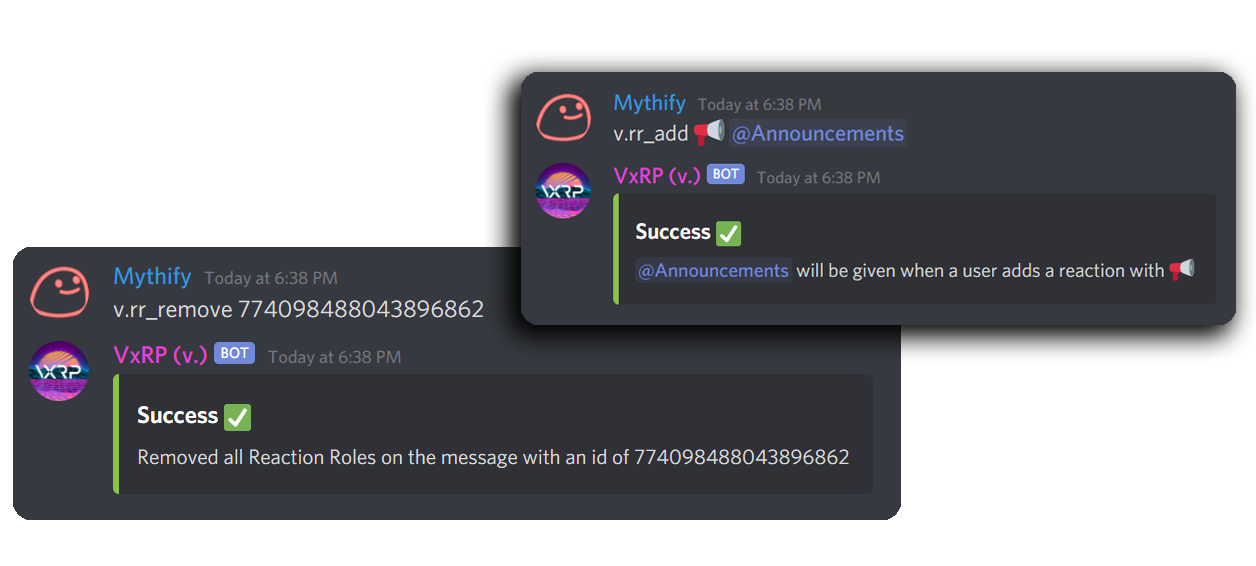 Mythify Today at 6:38 PM
v.rr_add 📢 @Announcements
VXRP
VxRP (v.) BOT Today at 6:38 PM
Success ✅
@Announcements will be given when a user adds a reaction with 📢
Mythify Today at 6:38 PM
v.rr_remove 774098488043896862
VXRP
VxRP (v.) BOT Today at 6:38 PM
Success ✅
Removed all Reaction Roles on the message with an id of 774098488043896862